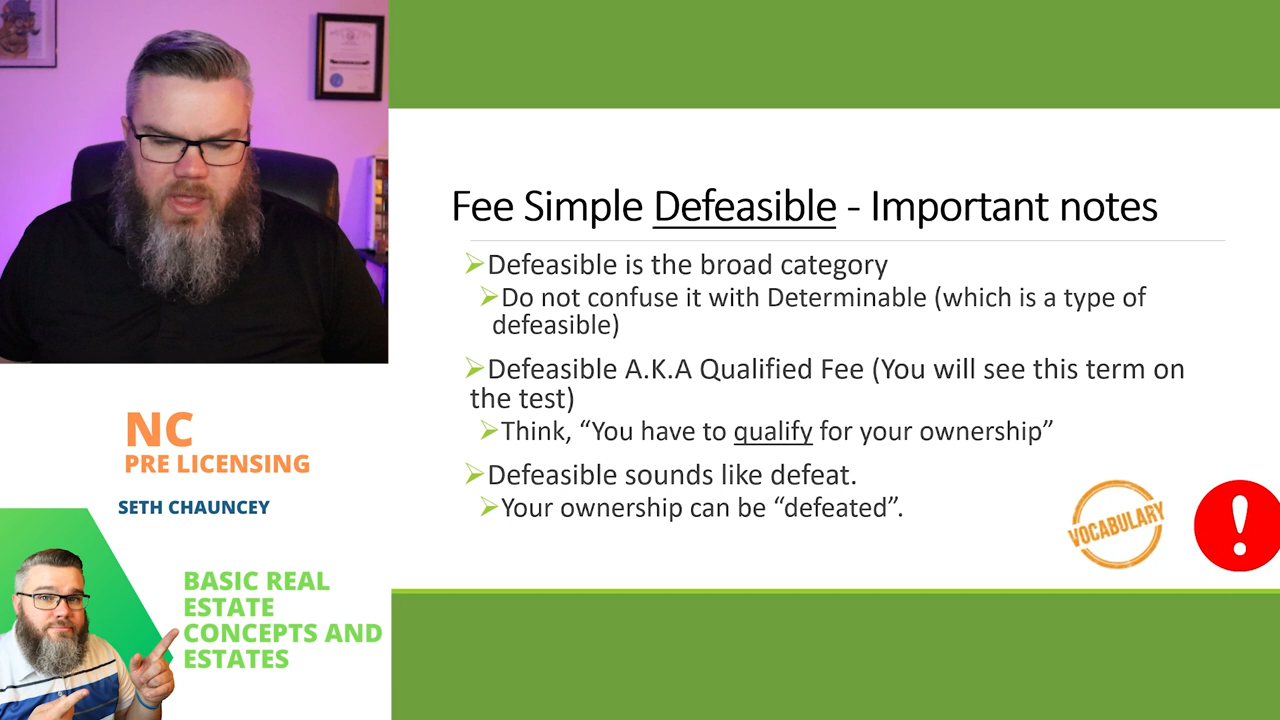 Fee Simple Defeasible - Important notes
Defeasible is the broad category
Do not confuse it with Determinable (which is a type of
defeasible)
Defeasible A.K.A Qualified Fee (You will see this term on
the test)
Think, “You have to qualify for your ownership”
Defeasible sounds like defeat.
Your ownership can be “defeated”.
VOCABULARY
!
NC
PRE LICENSING
SETH CHAUNCEY
BASIC REAL
ESTATE
CONCEPTS AND
ESTATES